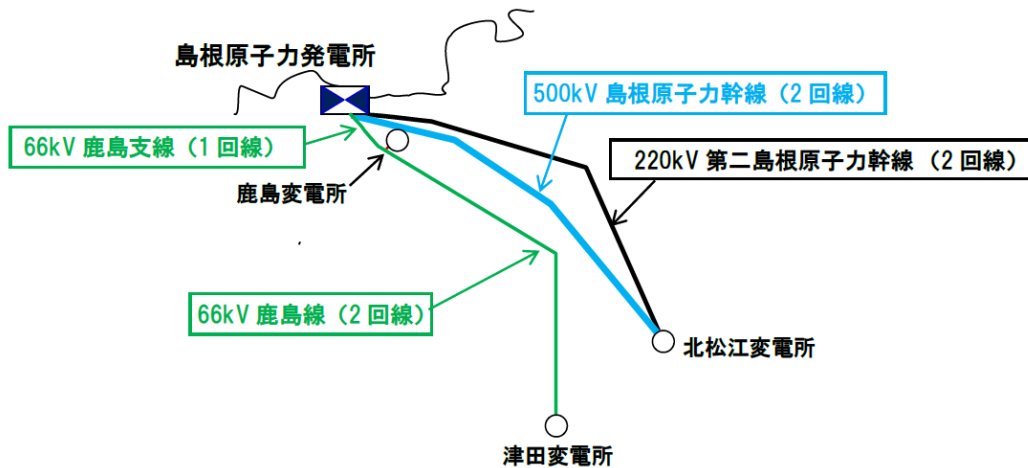 島根原子力発電所
500kV 島根原子力幹線（2 回線）
66kV 鹿島支線（1 回線）
220kV 第二島根原子力幹線 （2 回線）
鹿島変電所
66kV 鹿島線（2 回線）
北松江変電所
津田変電所